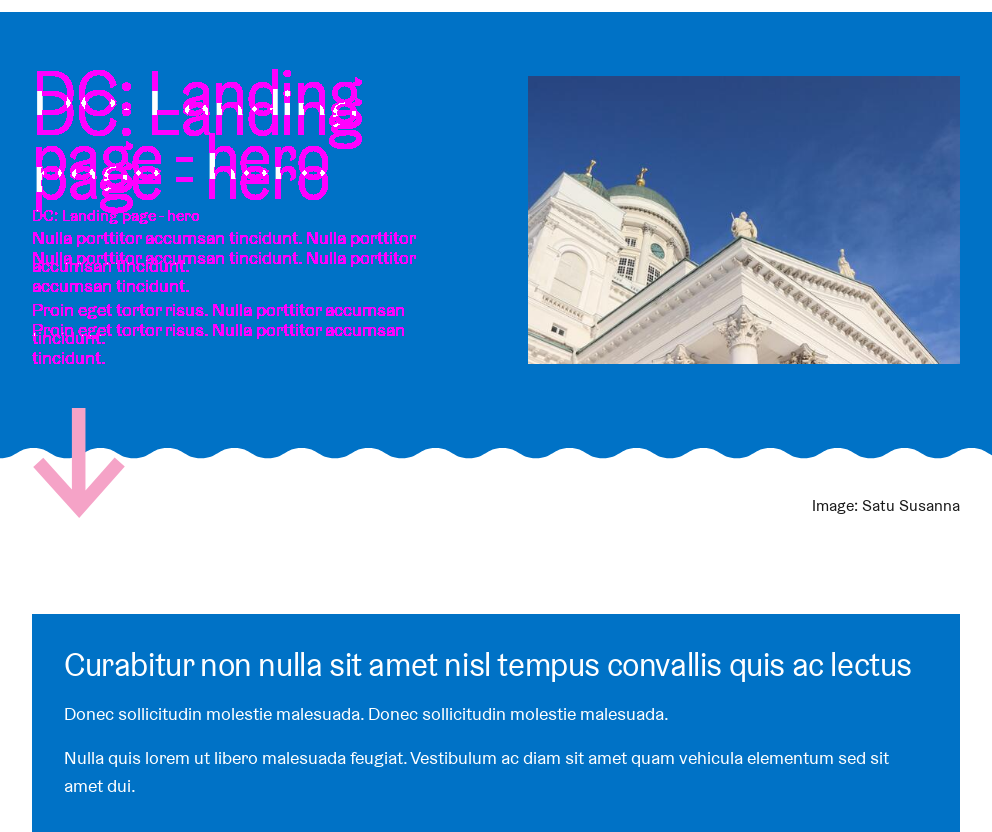 DC: Landing
page - hero
DC: Landing page - hero
Nulla porttitor accumsan tincidunt. Nulla porttitor
Nulla porttitor accumsan tincidunt. Nulla porttitor
accumsan tincidunt.
accumsan tincidunt.
Proin eget tortor risus. Nulla porttitor accumsan
Proin eget tortor risus. Nulla porttitor accumsan
tincidunt.
tincidunt.
Image: Satu Susanna
Curabitur non nulla sit amet nisl tempus convallis quis ac lectus
Donec sollicitudin molestie malesuada. Donec sollicitudin molestie malesuada.
Nulla quis lorem ut libero malesuada feugiat. Vestibulum ac diam sit amet quam vehicula elementum sed sit
amet dui.